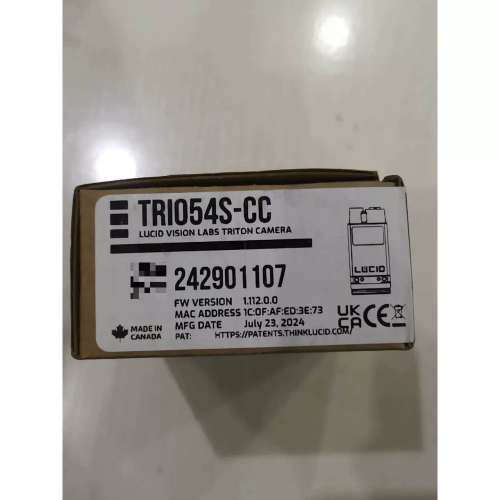 TRI054S-CC
LUCID VISION LABS TRITON CAMERA
LUCID
242901107
FW VERSION 1.112.0.0
MAC ADDRESS 1C:0F:AF:ED:3E:73
MFG DATE July 23, 2024
PAT: HTTPS://PATENTS.THINKLUCID.COM/
MADE IN
CANADA
UK
CA
CE